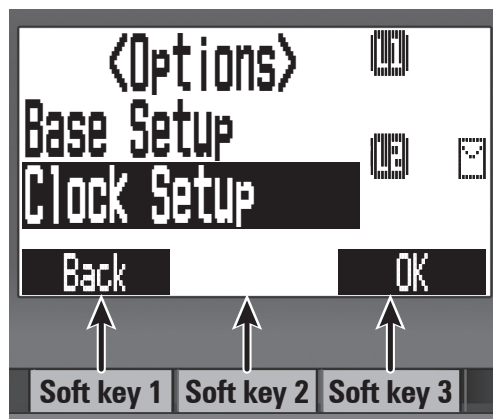 <Options>
L1
Base Setup
L2
Clock Setup
Back OK
Soft key 1 Soft key 2 Soft key 3